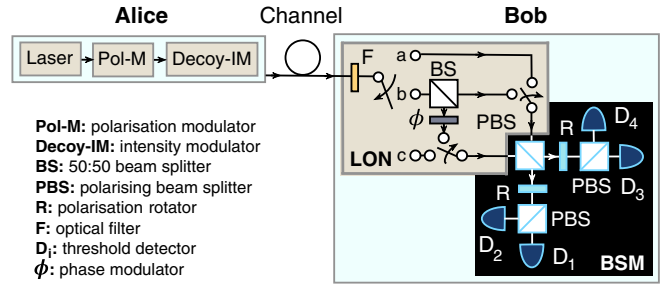 Alice
Channel
Bob
Laser
Pol-M
Decoy-IM
F
a
BS
b
ϕ
PBS
c
LON
R
D4
PBS
D3
R
PBS
D2
D1
BSM
Pol-M: polarisation modulator
Decoy-IM: intensity modulator
BS: 50:50 beam splitter
PBS: polarising beam splitter
R: polarisation rotator
F: optical filter
Di: threshold detector
ϕ: phase modulator